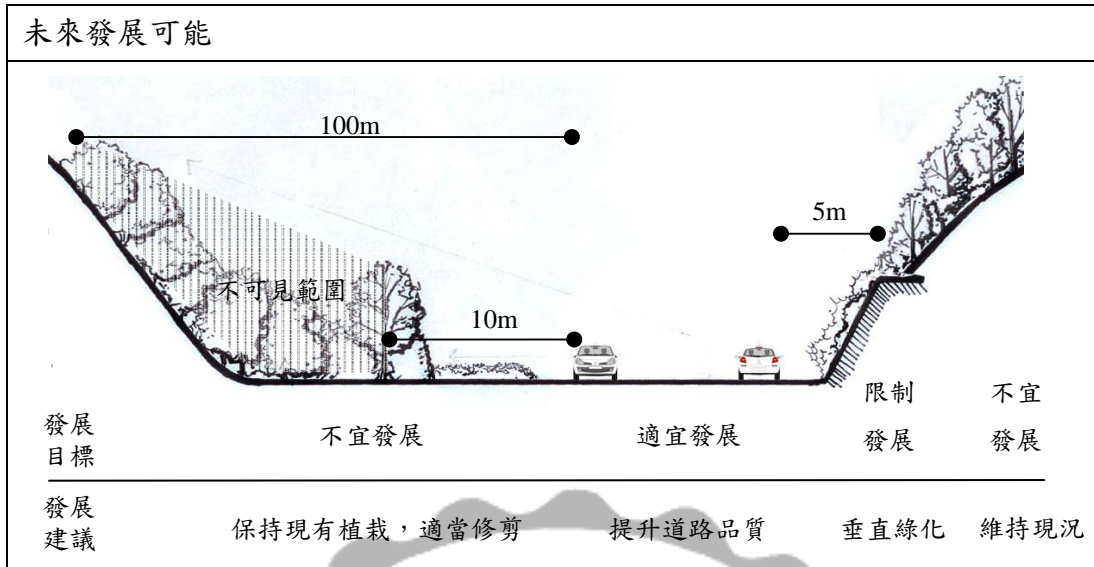 未來發展可能
100m
5m
不可見範圍
10m
發展
目標
不宜發展
適宜發展
限制
發展
不宜
發展
發展
建議
保持現有植栽，適當修剪
提升道路品質
垂直綠化
維持現況